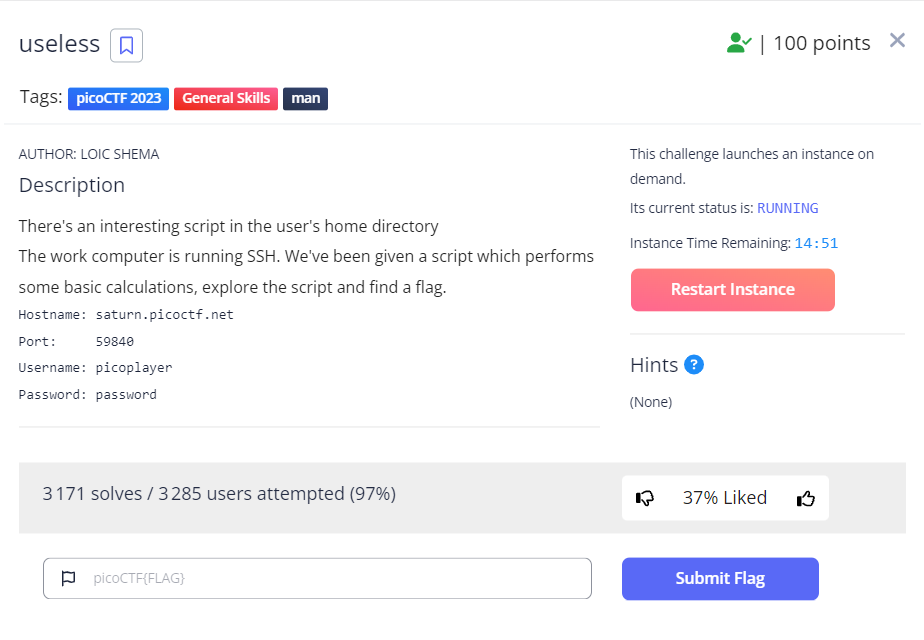 useless
| 100 points
Tags: picoCTF 2023 General Skills man
AUTHOR: LOIC SHEMA
Description
There's an interesting script in the user's home directory
The work computer is running SSH. We've been given a script which performs
some basic calculations, explore the script and find a flag.
Hostname: saturn.picoctf.net
Port: 59840
Username: picoplayer
Password: password
This challenge launches an instance on
demand.
Its current status is: RUNNING
Instance Time Remaining: 14:51
Restart Instance
Hints ?
(None)
3 171 solves / 3 285 users attempted (97%)
37% Liked
picoCTF{FLAG}
Submit Flag